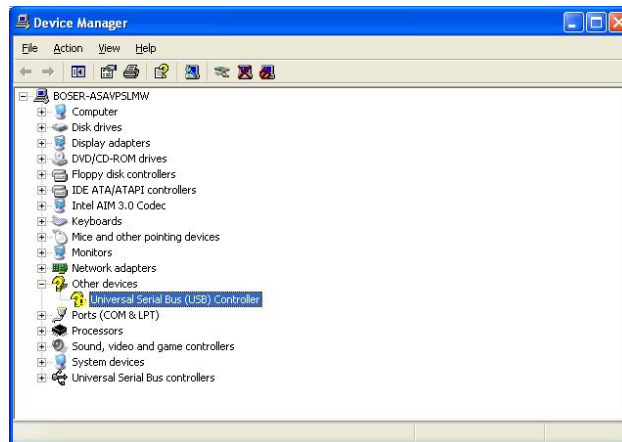 Device Manager
File Action View Help
BOSER-ASAVPSLMW
Computer
Disk drives
Display adapters
DVD/CD-ROM drives
Floppy disk controllers
IDE ATA/ATAPI controllers
Intel AIM 3.0 Codec
Keyboards
Mice and other pointing devices
Monitors
Network adapters
Other devices
Universal Serial Bus (USB) Controller
Ports (COM & LPT)
Processors
Sound, video and game controllers
System devices
Universal Serial Bus controllers